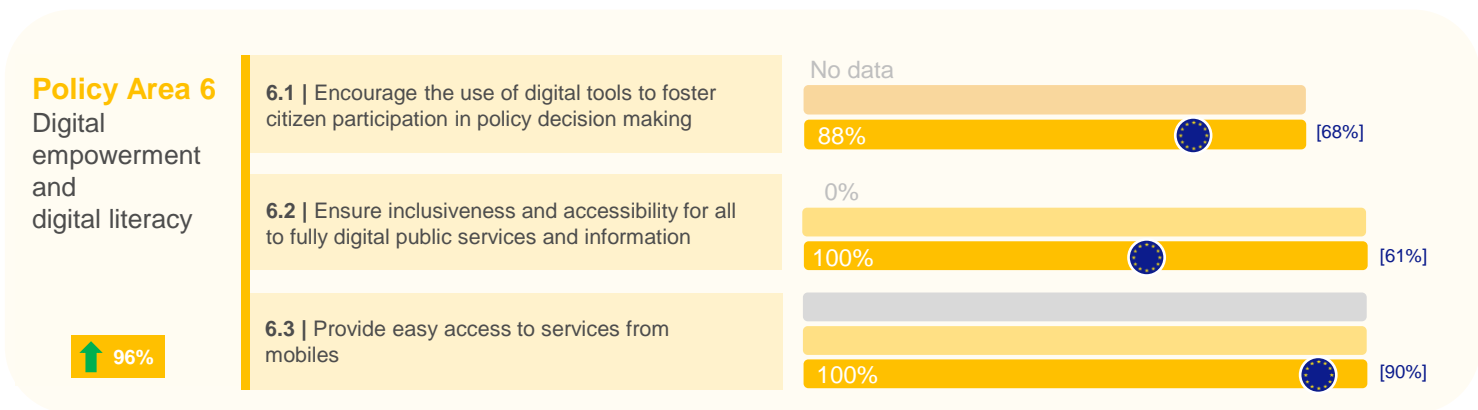 Policy Area 6
Digital
empowerment
and
digital literacy
96%
6.1 | Encourage the use of digital tools to foster
citizen participation in policy decision making
No data
88%
[68%]
6.2 | Ensure inclusiveness and accessibility for all
to fully digital public services and information
0%
100%
[61%]
6.3 | Provide easy access to services from
mobiles
100%
[90%]